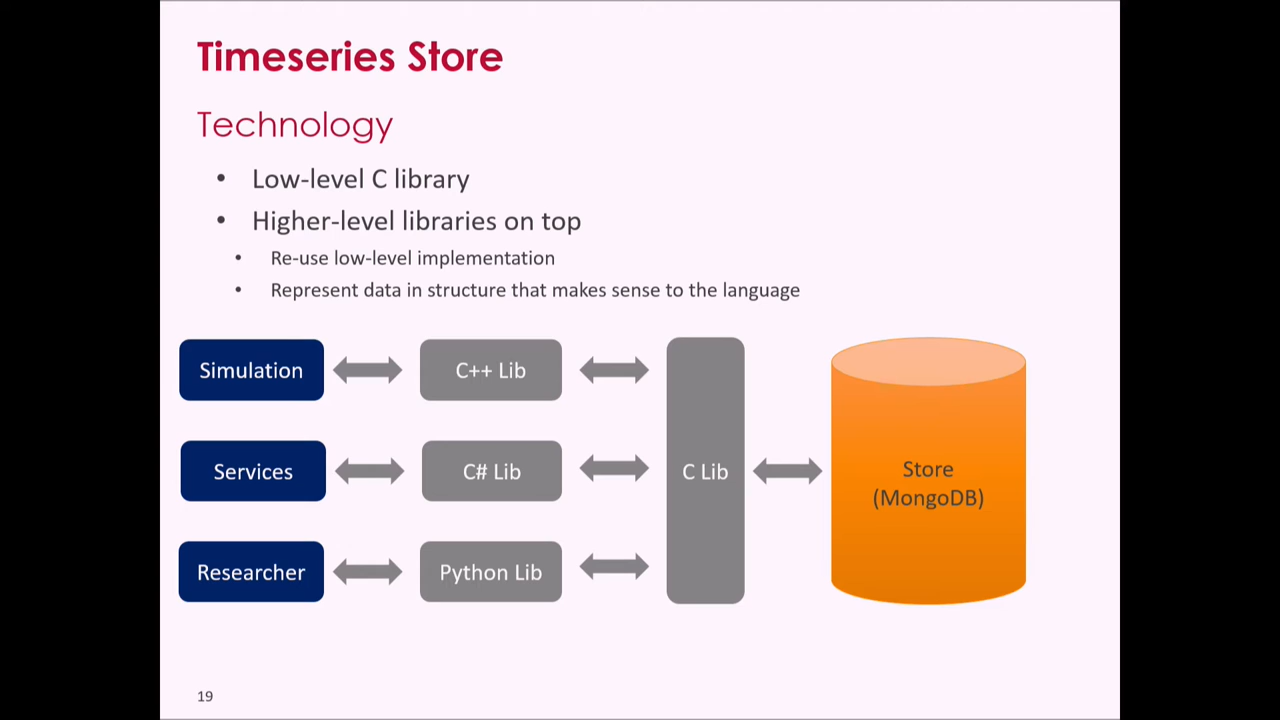 Timeseries Store
Technology
• Low-level C library
• Higher-level libraries on top
• Re-use low-level implementation
• Represent data in structure that makes sense to the language
Simulation
C++ Lib
Services
C# Lib
C Lib
Store
(MongoDB)
Researcher
Python Lib
19